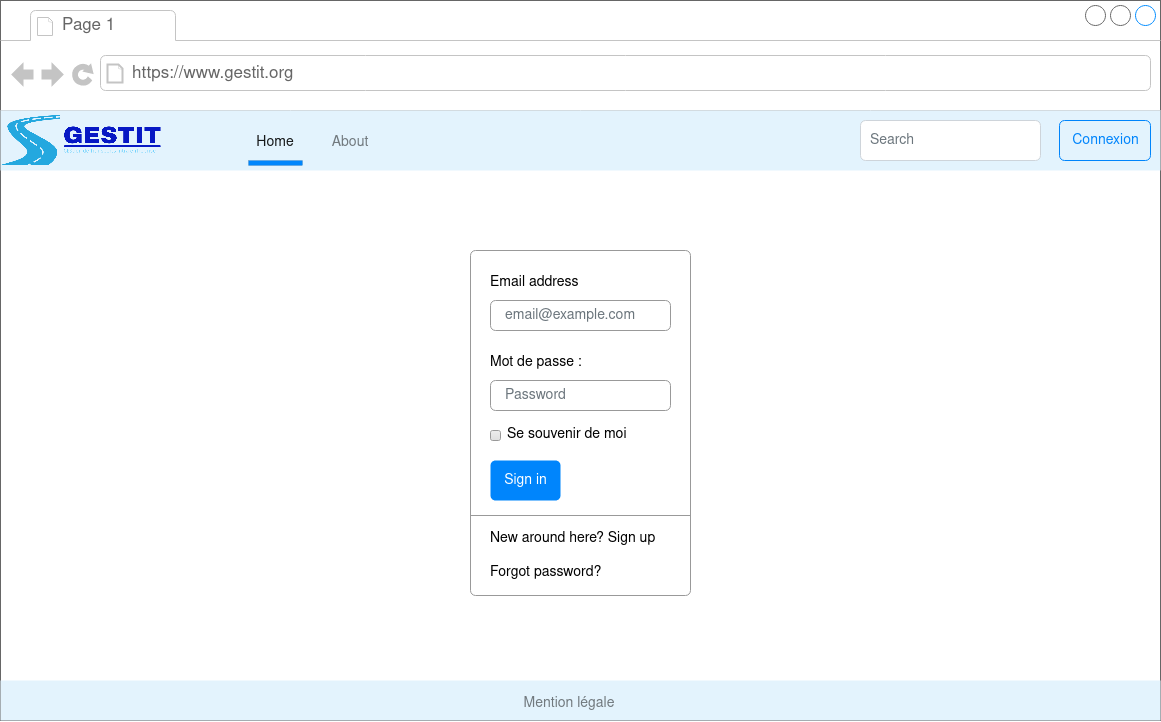 Page 1
https://www.gestit.org
GESTIT
Home
About
Search
Connexion
Email address
email@example.com
Mot de passe :
Password
Se souvenir de moi
Sign in
New around here? Sign up
Forgot password?
Mention légale